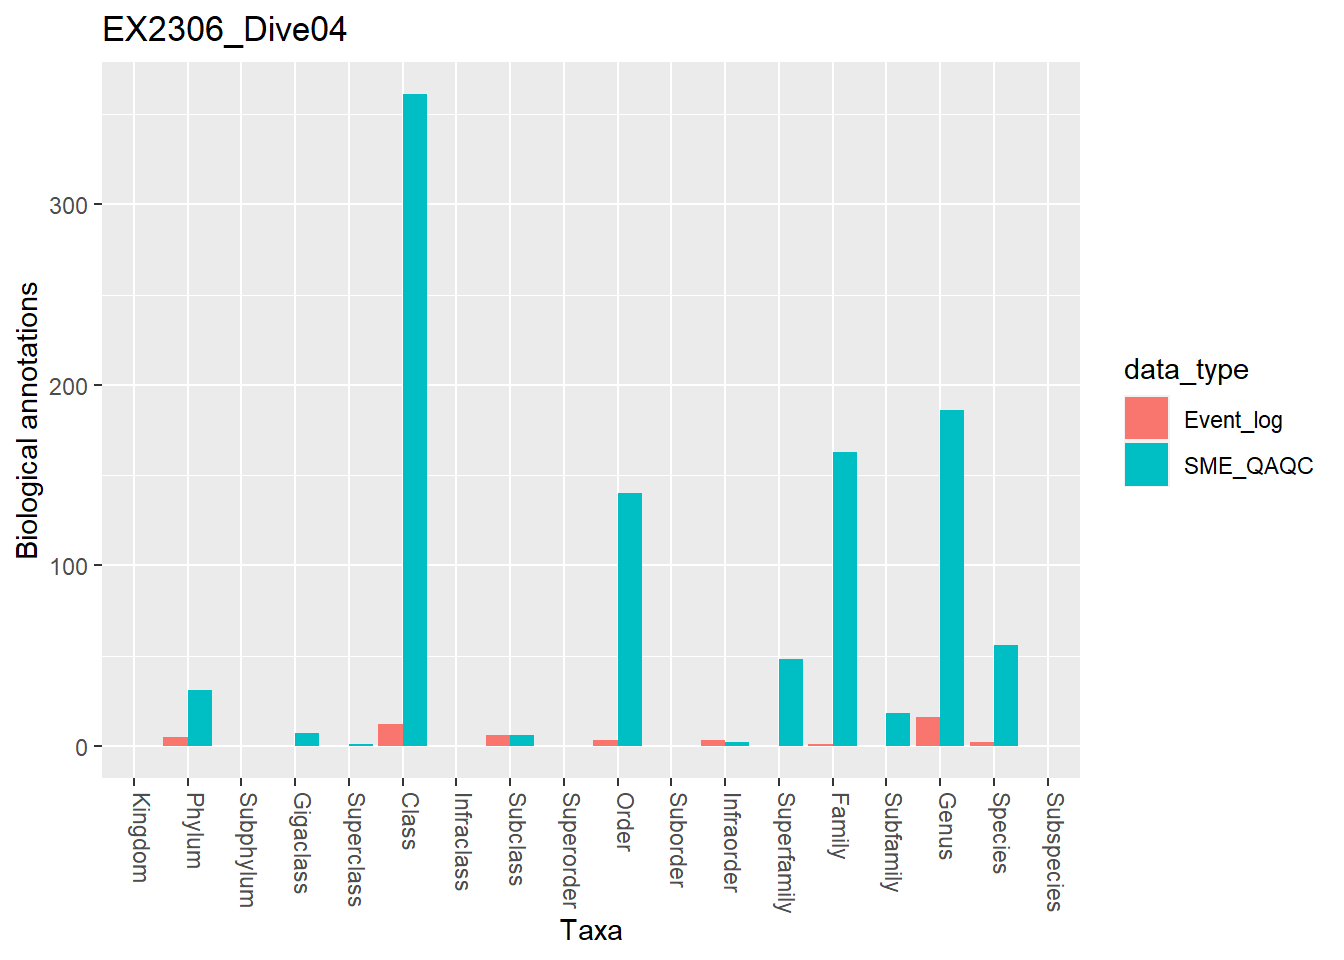 EX2306_Dive04
Biological annotations
300
200
100
0
Kingdom
Phylum
Subphylum
Gigaclass
Superclass
Class
Infraclass
Subclass
Superorder
Order
Suborder
Infraorder
Superfamily
Family
Subfamily
Genus
Species
Subspecies
Taxa
data_type
Event_log
SME_QAQC